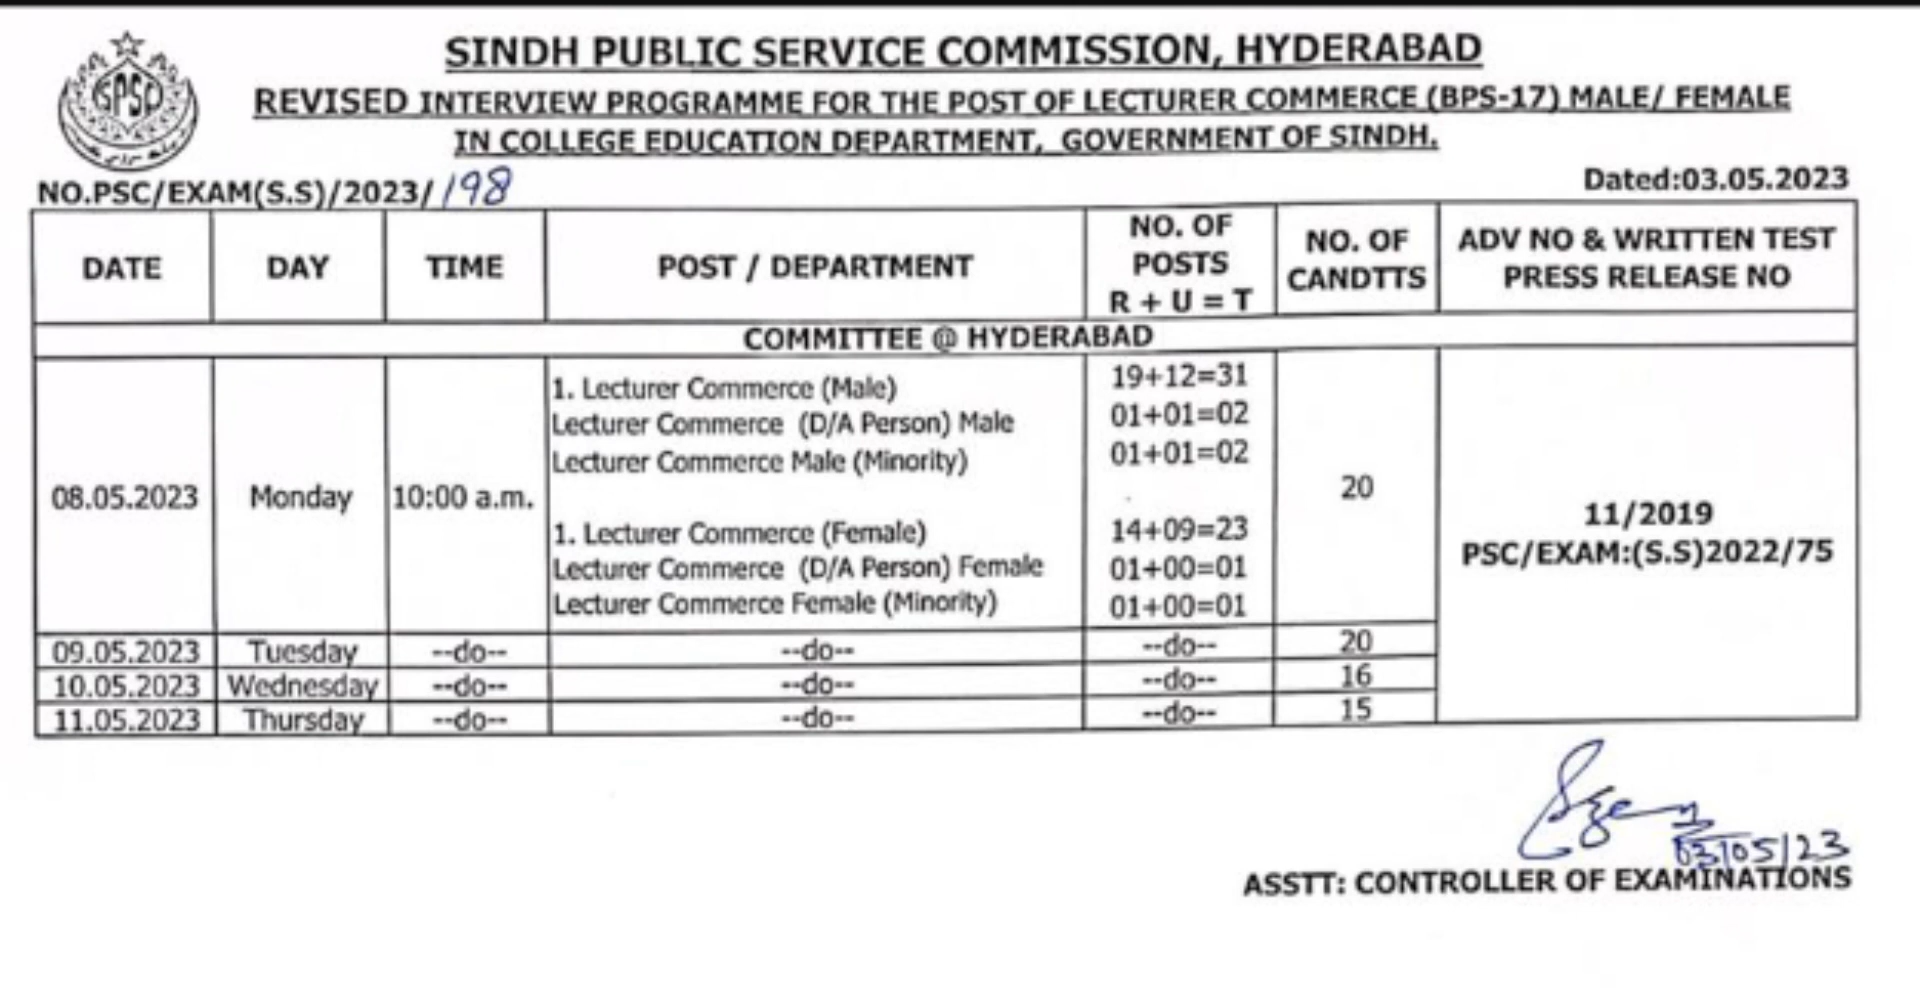 SPSC
SINDH PUBLIC SERVICE COMMISSION, HYDERABAD
REVISED INTERVIEW PROGRAMME FOR THE POST OF LECTURER COMMERCE (BPS-17) MALE/ FEMALE
IN COLLEGE EDUCATION DEPARTMENT, GOVERNMENT OF SINDH.
NO.PSC/EXAM(S.S)/2023/198
Dated:03.05.2023
DATE DAY TIME POST / DEPARTMENT NO. OF POSTS R + U = T NO. OF CANDTTS ADV NO & WRITTEN TEST PRESS RELEASE NO
COMMITTEE @ HYDERABAD
08.05.2023 Monday 10:00 a.m.
1. Lecturer Commerce (Male) 19+12=31
Lecturer Commerce (D/A Person) Male 01+01=02
Lecturer Commerce Male (Minority) 01+01=02
1. Lecturer Commerce (Female) 14+09=23
Lecturer Commerce (D/A Person) Female 01+00=01
Lecturer Commerce Female (Minority) 01+00=01
20
11/2019
PSC/EXAM:(S.S)2022/75
09.05.2023 Tuesday --do-- --do-- --do-- 20
10.05.2023 Wednesday --do-- --do-- --do-- 16
11.05.2023 Thursday --do-- --do-- --do-- 15
03/05/23
ASSTT: CONTROLLER OF EXAMINATIONS